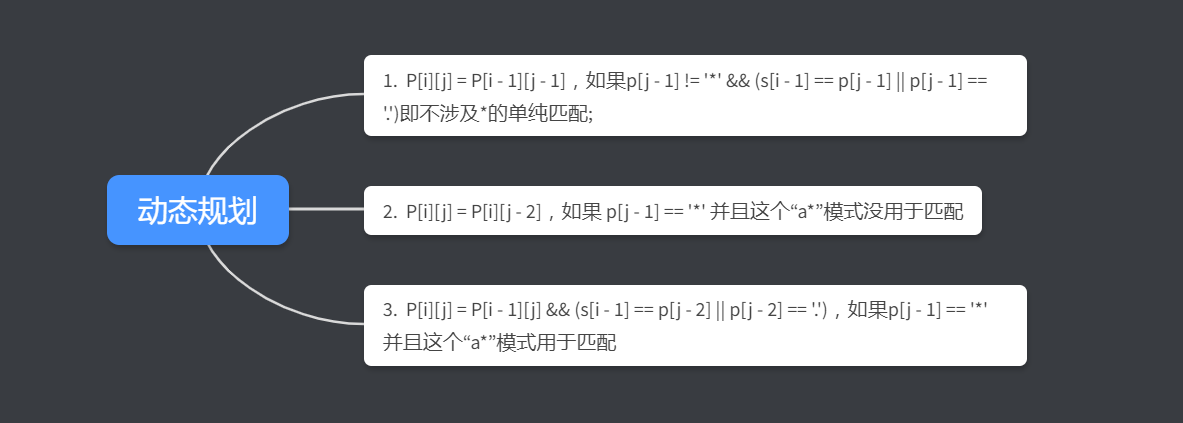 1. P[i][j] = P[i - 1][j - 1]，如果p[j - 1] != '*' && (s[i - 1] == p[j - 1] || p[j - 1] ==
'.')即不涉及*的单纯匹配;
动态规划
2. P[i][j] = P[i][j - 2]，如果 p[j - 1] == '*' 并且这个“a*”模式没用于匹配
3. P[i][j] = P[i - 1][j] && (s[i - 1] == p[j - 2] || p[j - 2] == '.')，如果p[j - 1] == '*'
并且这个“a*”模式用于匹配